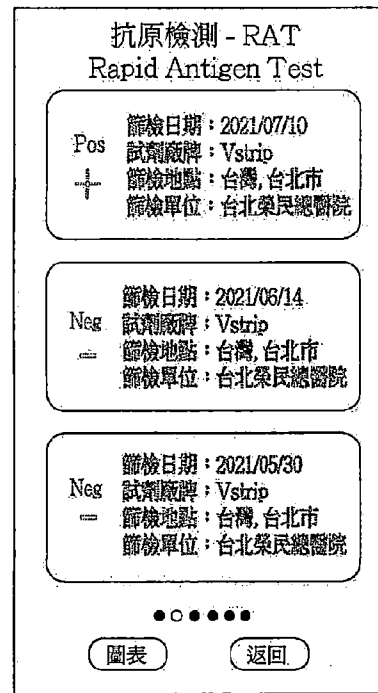 抗原檢測 - RAT
Rapid Antigen Test
Pos
+
篩檢日期：2021/07/10
試劑廠牌：Vstrip
篩檢地點：台灣, 台北市
篩檢單位：台北榮民總醫院
Neg
-
篩檢日期：2021/06/14
試劑廠牌：Vstrip
篩檢地點：台灣, 台北市
篩檢單位：台北榮民總醫院
Neg
-
篩檢日期：2021/05/30
試劑廠牌：Vstrip
篩檢地點：台灣, 台北市
篩檢單位：台北榮民總醫院
圖表
返回